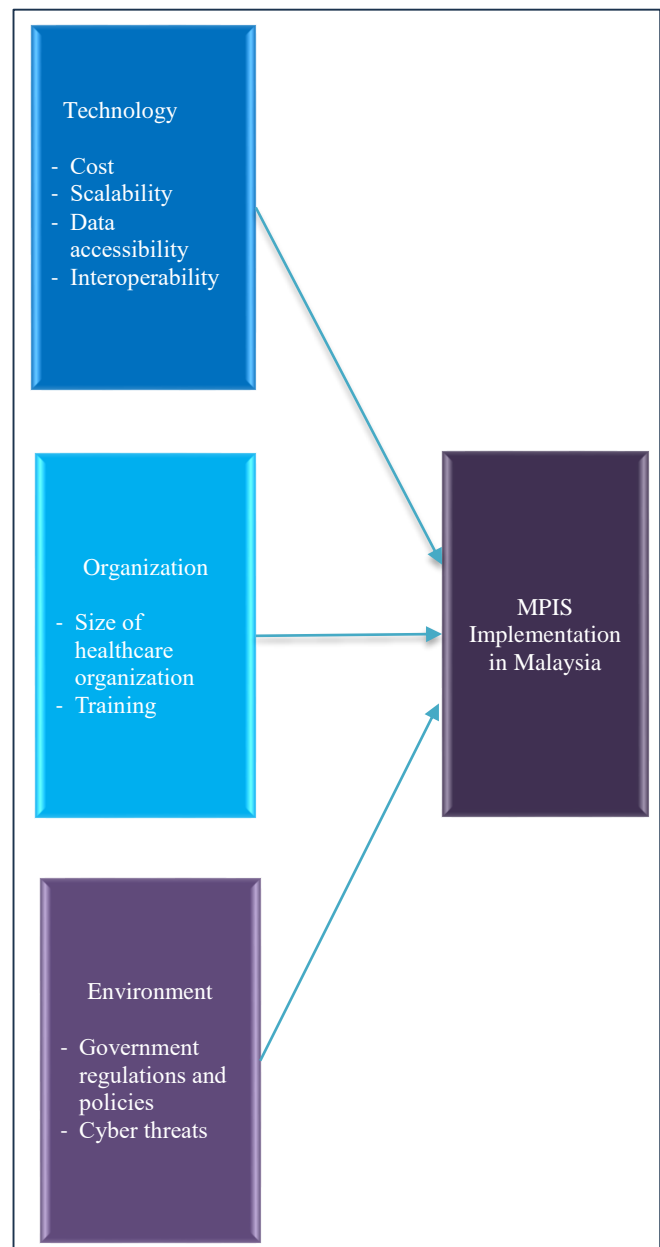 Technology
- Cost
- Scalability
- Data
accessibility
- Interoperability
Organization
- Size of
healthcare
organization
- Training
MPIS
Implementation
in Malaysia
Environment
- Government
regulations and
policies
- Cyber threats